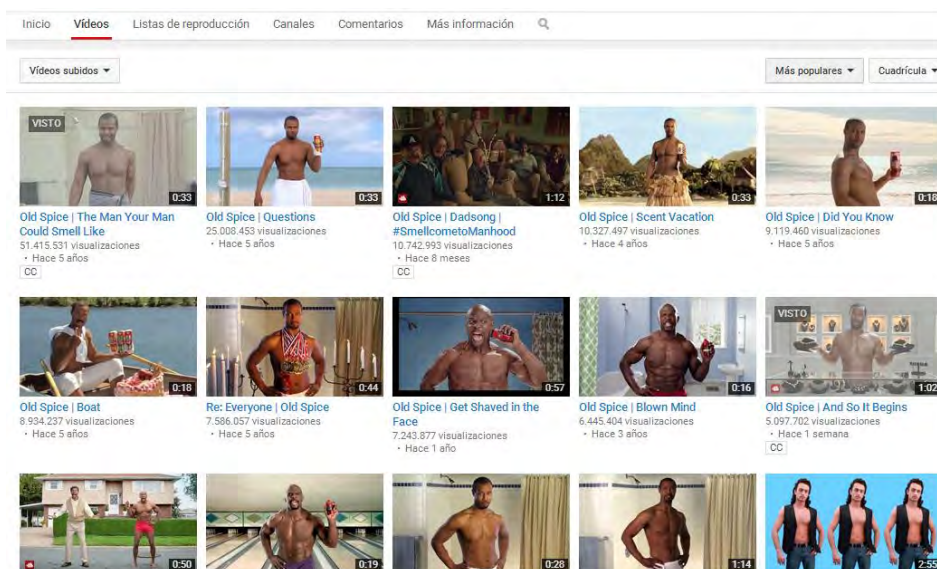 Inicio Vídeos Listas de reproducción Canales Comentarios Más información
Vídeos subidos Más populares Cuadrícula
VISTO
0:33 0:33 1:12 0:33 0:18
Old Spice | The Man Your Man
Could Smell Like
51.415.531 visualizaciones
• Hace 5 años
CC
Old Spice | Questions
25.008.453 visualizaciones
• Hace 5 años
Old Spice | Dadsong |
#SmellcometoManhood
10.742.993 visualizaciones
• Hace 8 meses
CC
Old Spice | Scent Vacation
10.327.497 visualizaciones
• Hace 4 años
Old Spice | Did You Know
9.119.460 visualizaciones
• Hace 5 años
VISTO
0:18 0:44 0:57 0:16 1:02
Old Spice | Boat
8.934.237 visualizaciones
• Hace 5 años
Re: Everyone | Old Spice
7.586.057 visualizaciones
• Hace 5 años
Old Spice | Get Shaved in the
Face
7.243.877 visualizaciones
• Hace 1 año
Old Spice | Blown Mind
6.445.404 visualizaciones
• Hace 3 años
Old Spice | And So It Begins
5.097.702 visualizaciones
• Hace 1 semana
CC
0:50 0:19 0:28 1:14 2:55